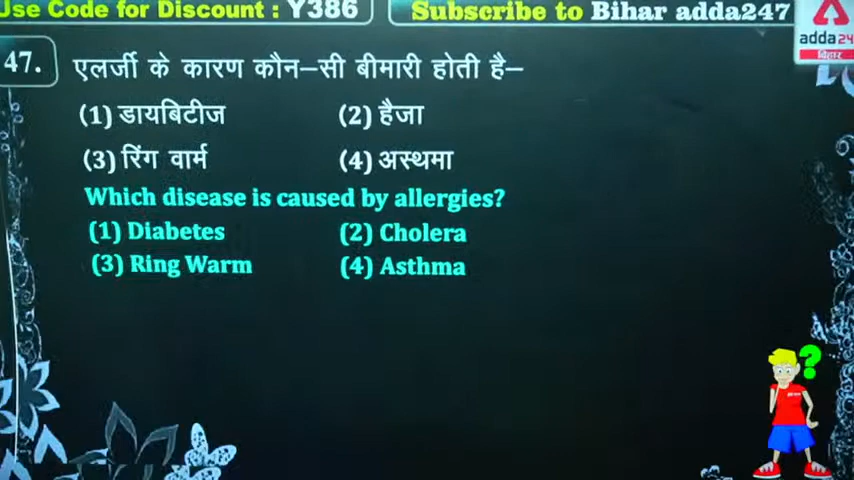 Use Code for Discount : Y386
Subscribe to Bihar adda247
adda24
बिहार
47. एलर्जी के कारण कौन–सी बीमारी होती है–
(1) डायबिटीज (2) हैजा
(3) रिंग वार्म (4) अस्थमा
Which disease is caused by allergies?
(1) Diabetes (2) Cholera
(3) Ring Warm (4) Asthma